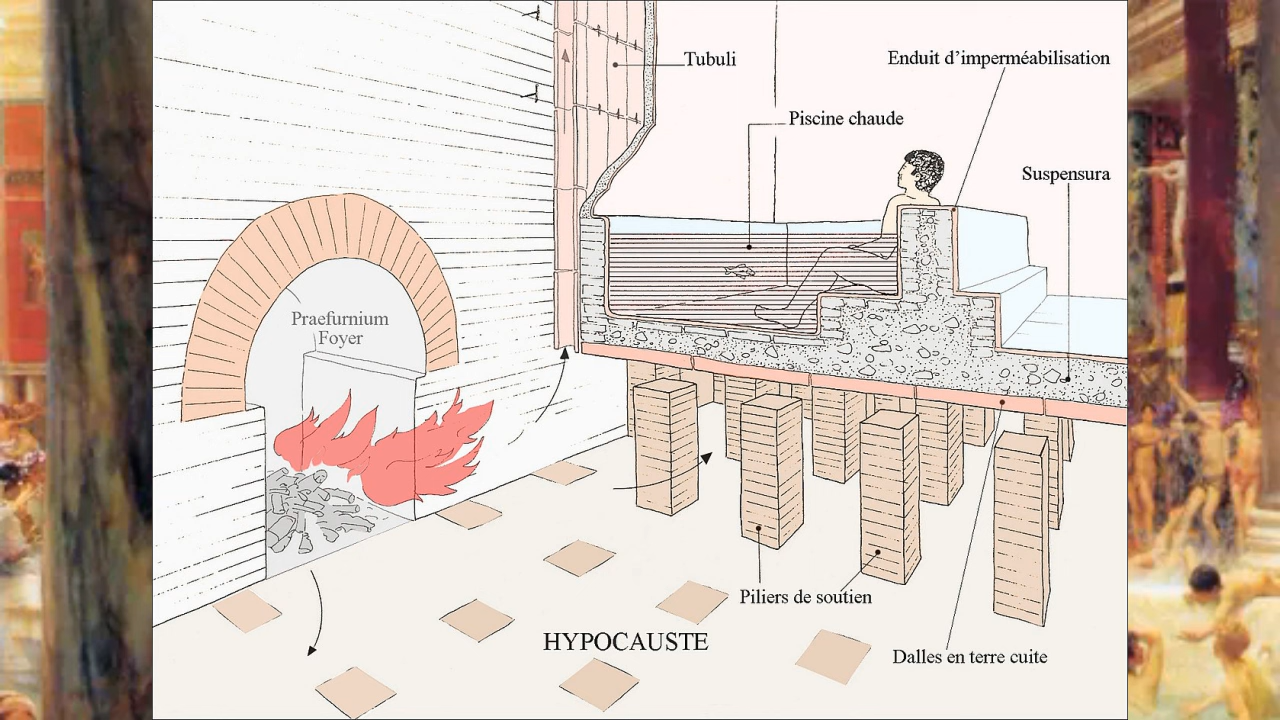 Tubuli
Enduit d’imperméabilisation
Piscine chaude
Suspensura
Praefurnium
Foyer
Piliers de soutien
HYPOCAUSTE
Dalles en terre cuite